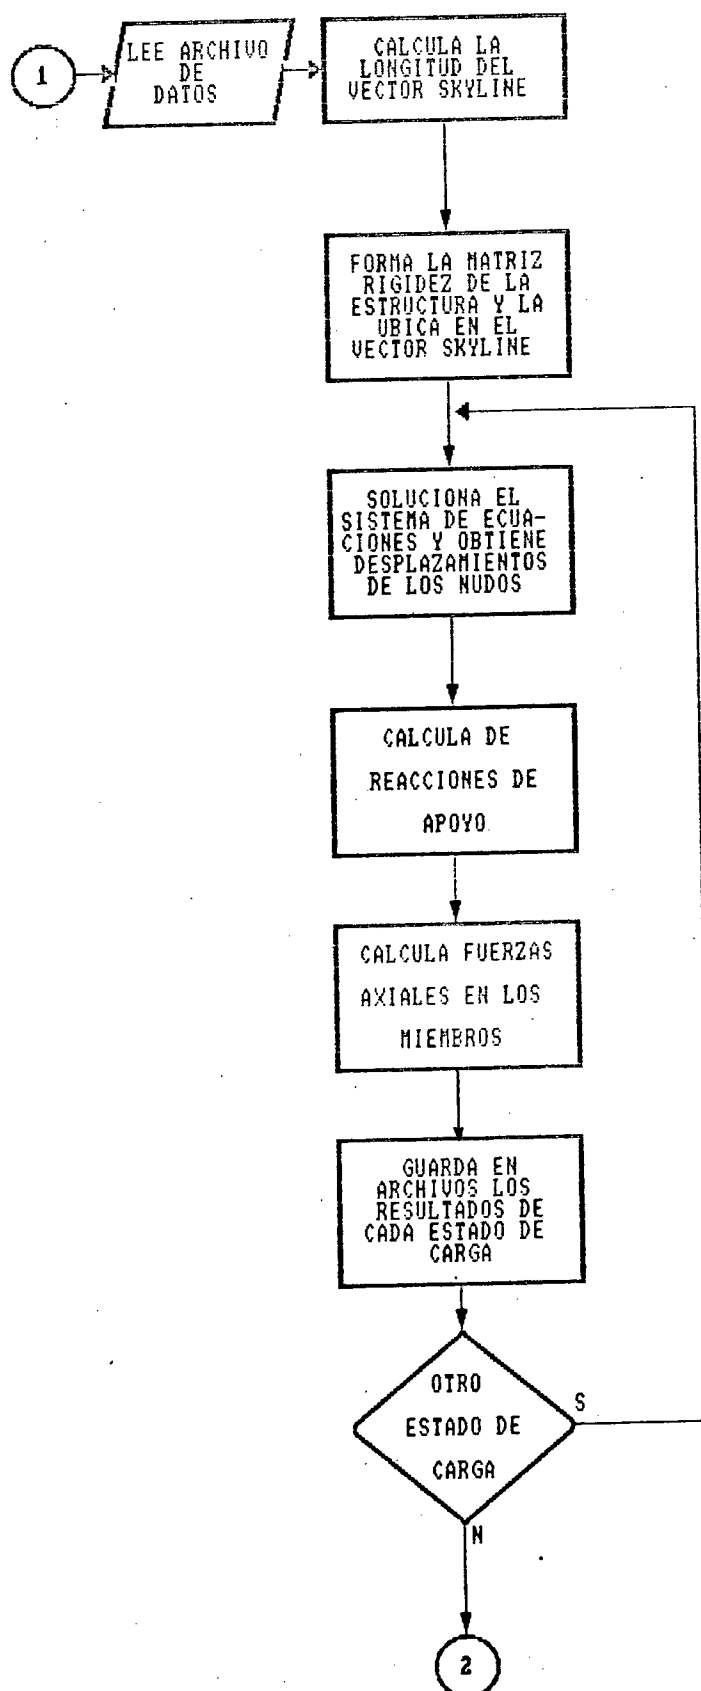 1
LEE ARCHIVO
DE
DATOS
CALCULA LA
LONGITUD DEL
VECTOR SKYLINE
FORMA LA MATRIZ
RIGIDEZ DE LA
ESTRUCTURA Y LA
UBICA EN EL
VECTOR SKYLINE
SOLUCIONA EL
SISTEMA DE ECUA-
CIONES Y OBTIENE
DESPLAZAMIENTOS
DE LOS NUDOS
CALCULA DE
REACCIONES DE
APOYO
CALCULA FUERZAS
AXIALES EN LOS
MIEMBROS
GUARDA EN
ARCHIVOS LOS
RESULTADOS DE
CADA ESTADO DE
CARGA
OTRO
ESTADO DE
CARGA
S
N
2